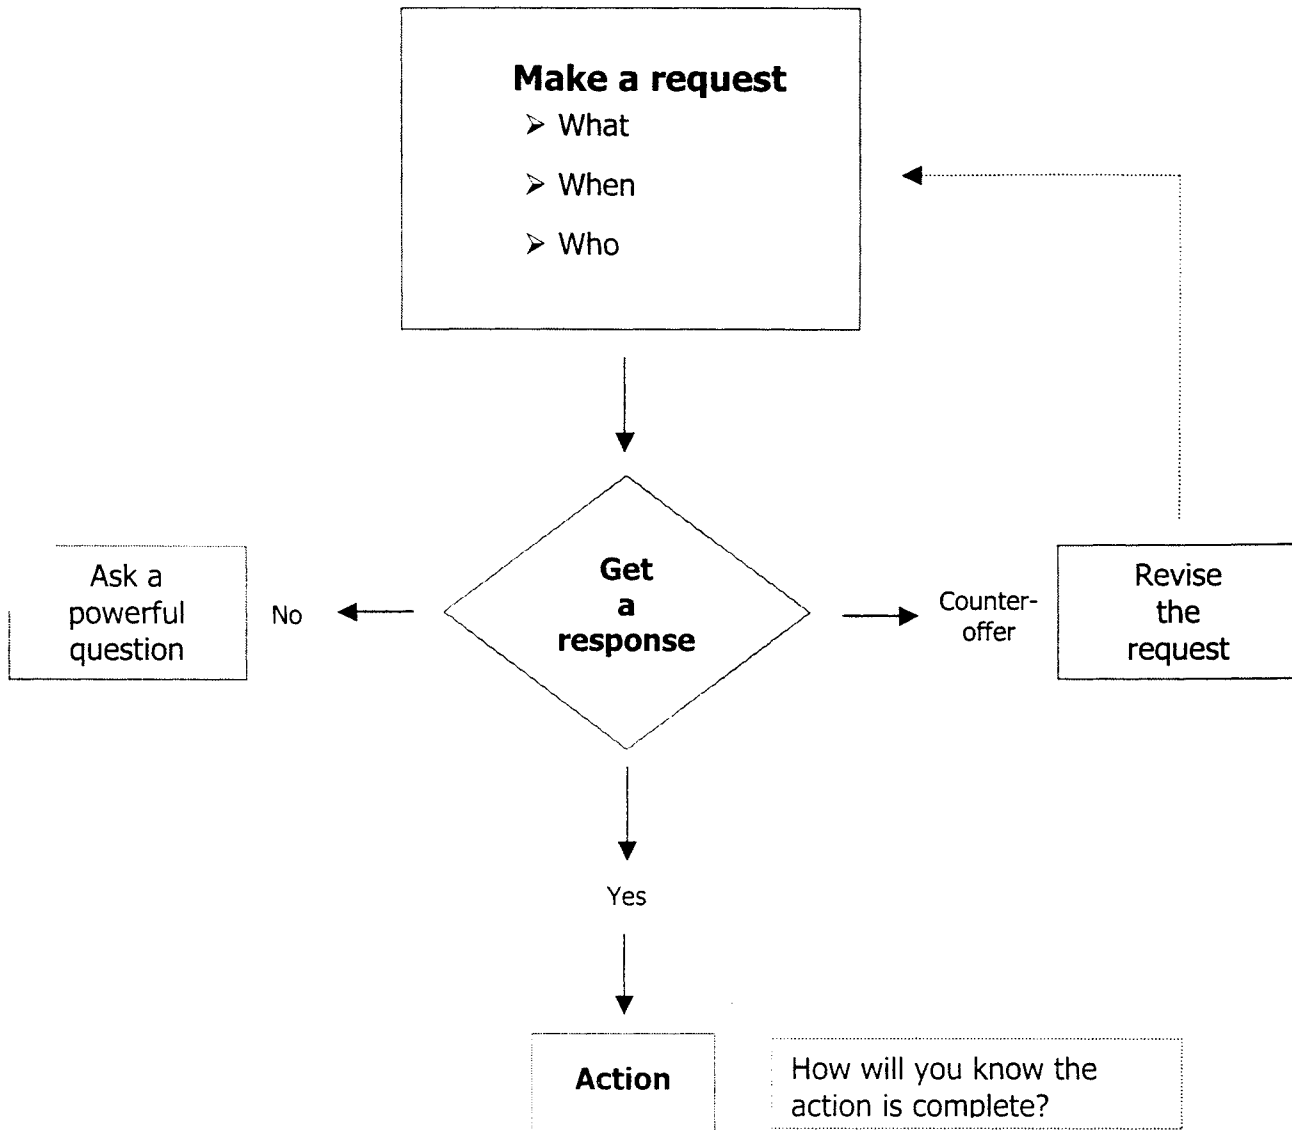 Make a request
➢ What
➢ When
➢ Who
Get
a
response
Ask a
powerful
question
No
Counter-
offer
Revise
the
request
Yes
Action
How will you know the
action is complete?